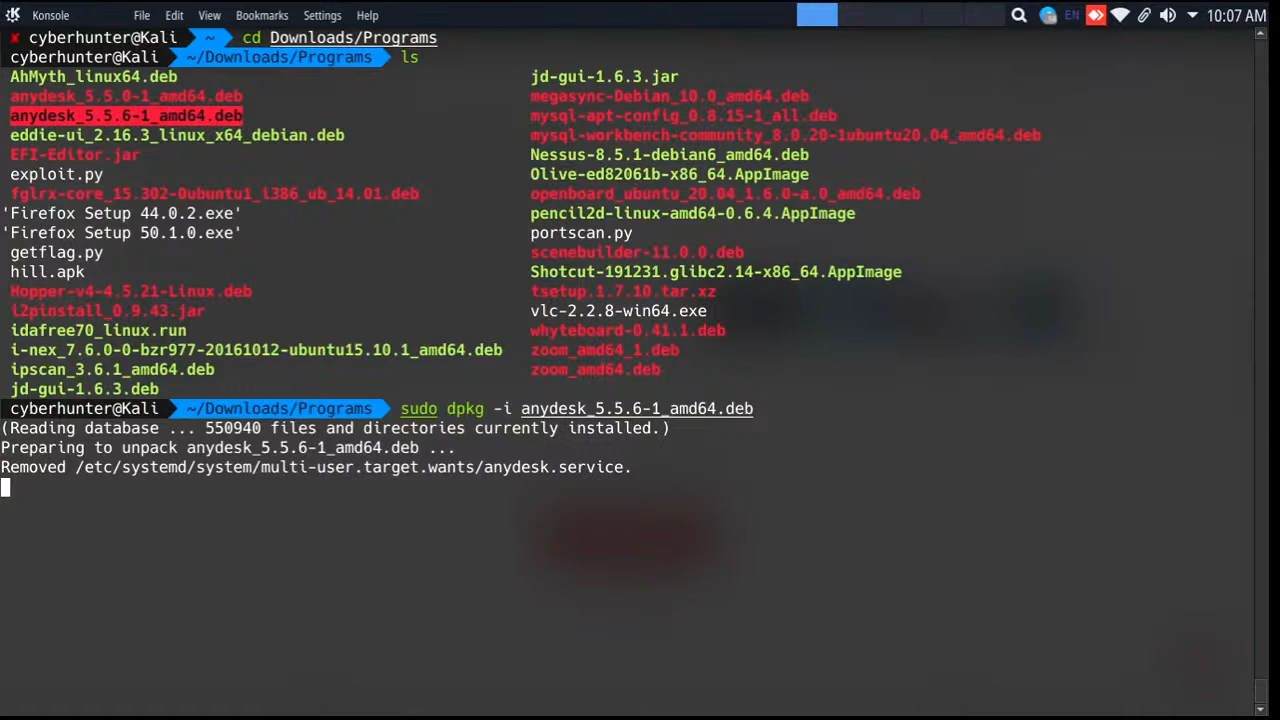 Konsole File Edit View Bookmarks Settings Help EN 10:07 AM
✘ cyberhunter@Kali ~ cd Downloads/Programs
cyberhunter@Kali ~/Downloads/Programs ls
AhMyth_linux64.deb jd-gui-1.6.3.jar
anydesk_5.5.0-1_amd64.deb megasync-Debian_10.0_amd64.deb
anydesk_5.5.6-1_amd64.deb mysql-apt-config_0.8.15-1_all.deb
eddie-ui_2.16.3_linux_x64_debian.deb mysql-workbench-community_8.0.20-1ubuntu20.04_amd64.deb
EFI-Editor.jar Nessus-8.5.1-debian6_amd64.deb
exploit.py Olive-ed82061b-x86_64.AppImage
fglrx-core_15.302-0ubuntu1_i386_ub_14.01.deb openboard_ubuntu_20.04_1.6.0-a.0_amd64.deb
'Firefox Setup 44.0.2.exe' pencil2d-linux-amd64-0.6.4.AppImage
'Firefox Setup 50.1.0.exe' portscan.py
getflag.py scenebuilder-11.0.0.deb
hill.apk Shotcut-191231.glibc2.14-x86_64.AppImage
Hopper-v4-4.5.21-Linux.deb tsetup.1.7.10.tar.xz
i2pinstall_0.9.43.jar vlc-2.2.8-win64.exe
idafree70_linux.run whyteboard-0.41.1.deb
i-nex_7.6.0-0-bzr977-20161012-ubuntu15.10.1_amd64.deb zoom_amd64_1.deb
ipscan_3.6.1_amd64.deb zoom_amd64.deb
jd-gui-1.6.3.deb
cyberhunter@Kali ~/Downloads/Programs sudo dpkg -i anydesk_5.5.6-1_amd64.deb
(Reading database ... 550940 files and directories currently installed.)
Preparing to unpack anydesk_5.5.6-1_amd64.deb ...
Removed /etc/systemd/system/multi-user.target.wants/anydesk.service.